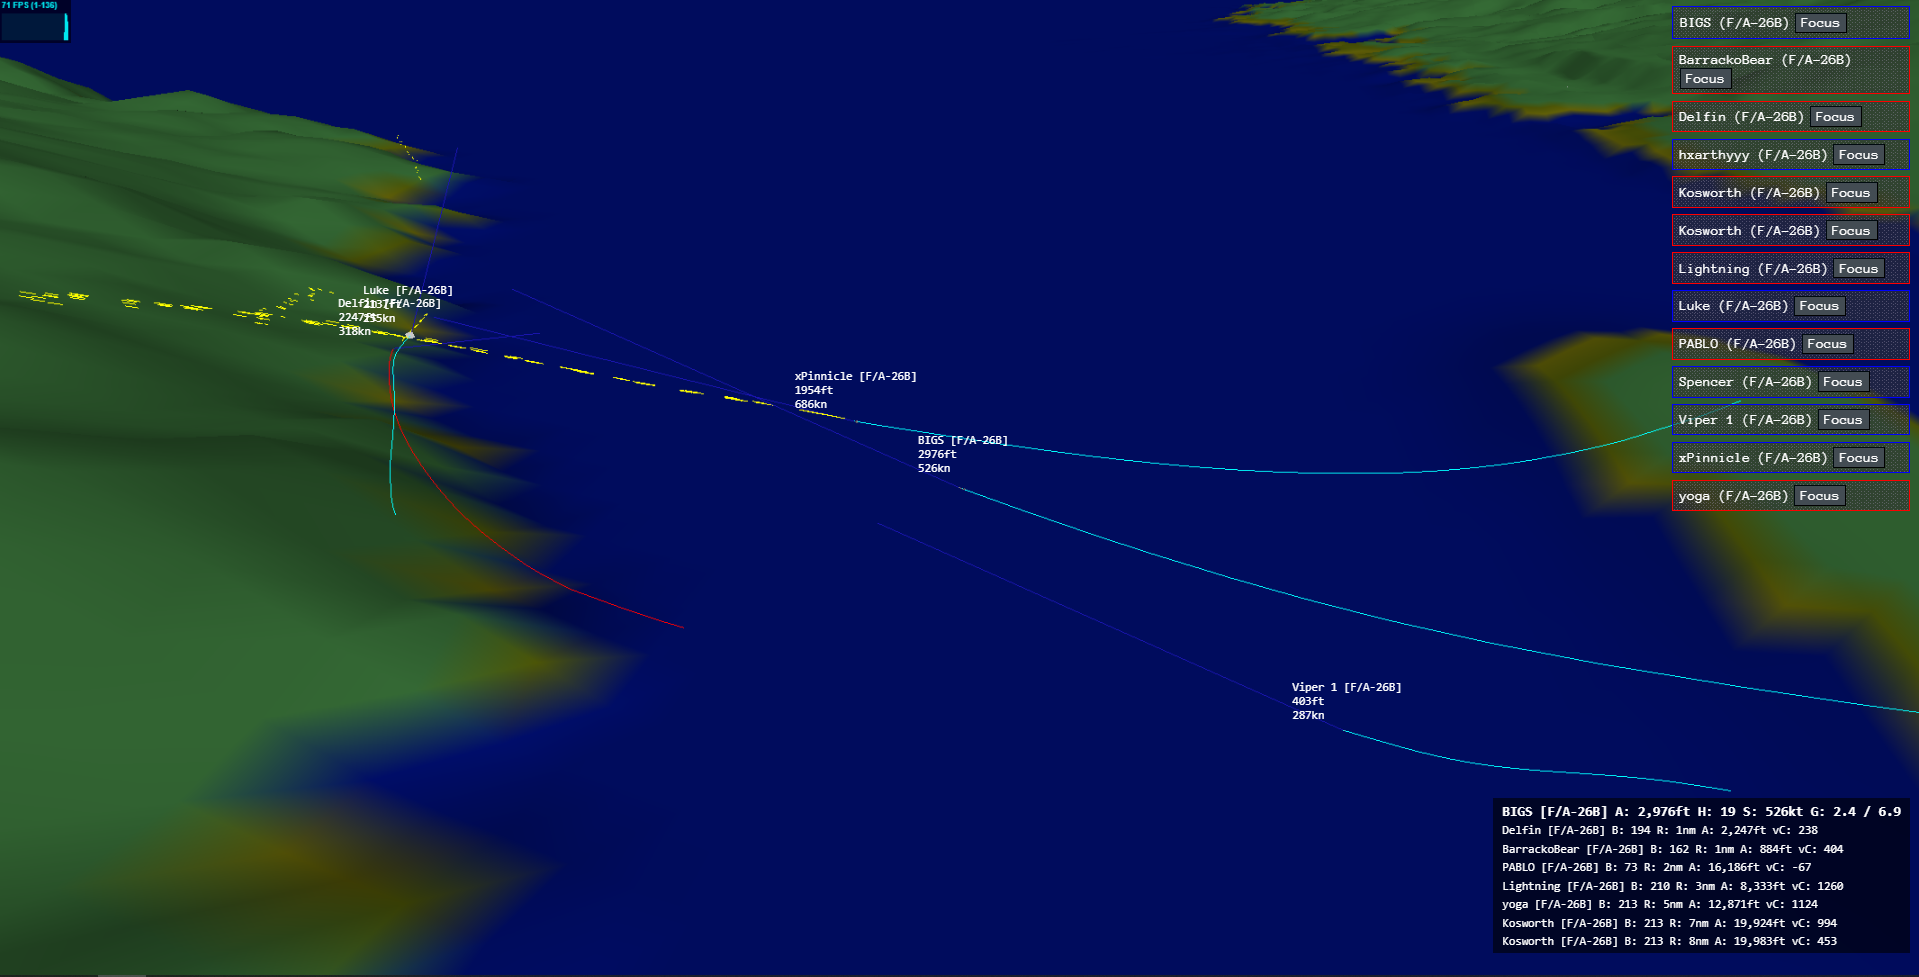 71 FPS (1-136)
BIGS (F/A-26B) Focus
BarrackoBear (F/A-26B)
Focus
Delfin (F/A-26B) Focus
hxarthyyy (F/A-26B) Focus
Kosworth (F/A-26B) Focus
Kosworth (F/A-26B) Focus
Lightning (F/A-26B) Focus
Luke (F/A-26B) Focus
PABLO (F/A-26B) Focus
Spencer (F/A-26B) Focus
Viper 1 (F/A-26B) Focus
xPinnicle (F/A-26B) Focus
yoga (F/A-26B) Focus
Luke [F/A-26B]
Delfin [F/A-26B]
2247ft
318kn
xPinnicle [F/A-26B]
1954ft
686kn
BIGS [F/A-26B]
2976ft
526kn
Viper 1 [F/A-26B]
403ft
287kn
BIGS [F/A-26B] A: 2,976ft H: 19 S: 526kt G: 2.4 / 6.9
Delfin [F/A-26B] B: 194 R: 1nm A: 2,247ft vC: 238
BarrackoBear [F/A-26B] B: 162 R: 1nm A: 884ft vC: 404
PABLO [F/A-26B] B: 73 R: 2nm A: 16,186ft vC: -67
Lightning [F/A-26B] B: 210 R: 3nm A: 8,333ft vC: 1260
yoga [F/A-26B] B: 213 R: 5nm A: 12,871ft vC: 1124
Kosworth [F/A-26B] B: 213 R: 7nm A: 19,924ft vC: 994
Kosworth [F/A-26B] B: 213 R: 8nm A: 19,983ft vC: 453